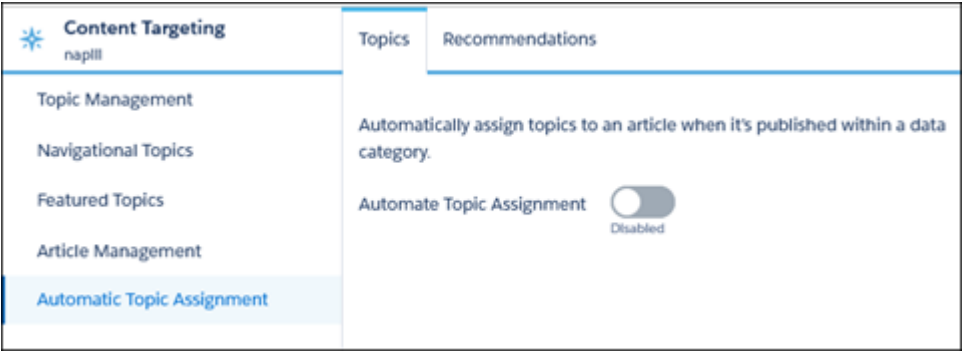 Content Targeting
napIII
Topic Management
Navigational Topics
Featured Topics
Article Management
Automatic Topic Assignment
Topics
Recommendations
Automatically assign topics to an article when it's published within a data
category.
Automate Topic Assignment
Disabled